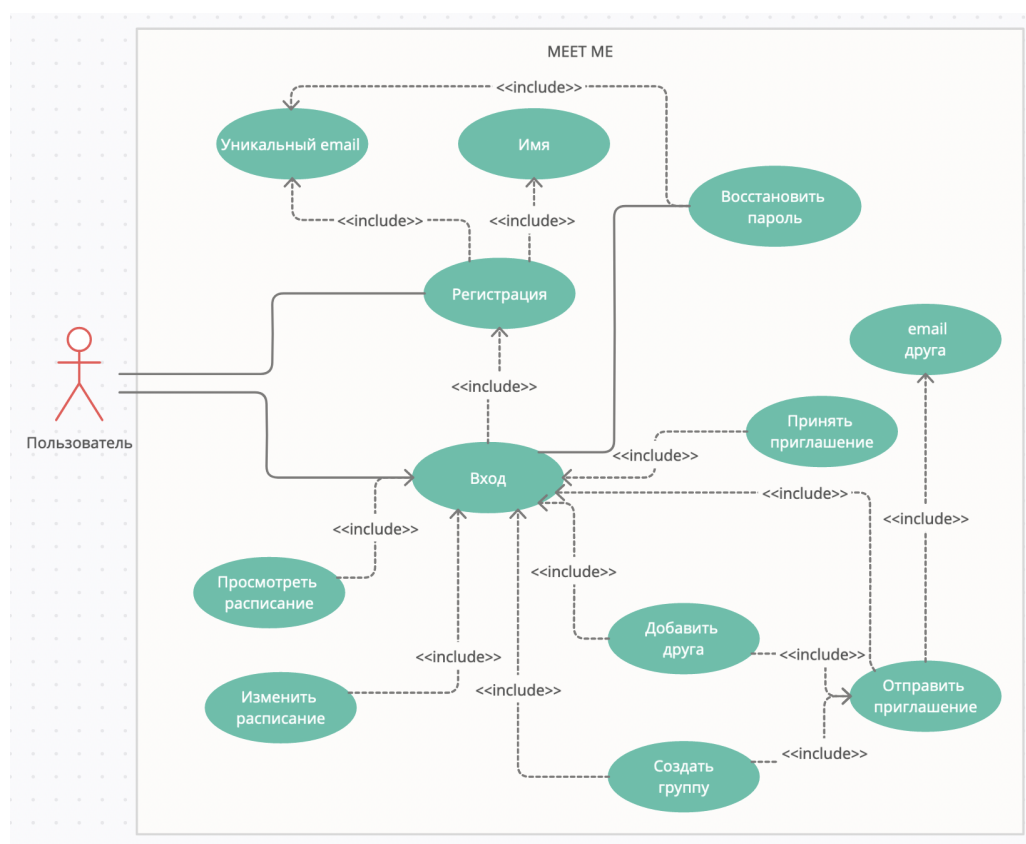 MEET ME
<<include>>
Уникальный email
Имя
Восстановить
пароль
<<include>>
<<include>>
Регистрация
email
друга
<<include>>
Принять
приглашение
Пользователь
<<include>>
Вход
<<include>>
<<include>>
<<include>>
<<include>>
Просмотреть
расписание
Добавить
друга
<<include>>
<<include>>
Отправить
приглашение
Изменить
расписание
<<include>>
<<include>>
Создать
группу